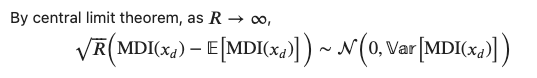 By central limit theorem, as R → ∞,
√R(MDI(x_d) − 𝔼[MDI(x_d)]) ~ 𝒩(0, 𝕍ar[MDI(x_d)])